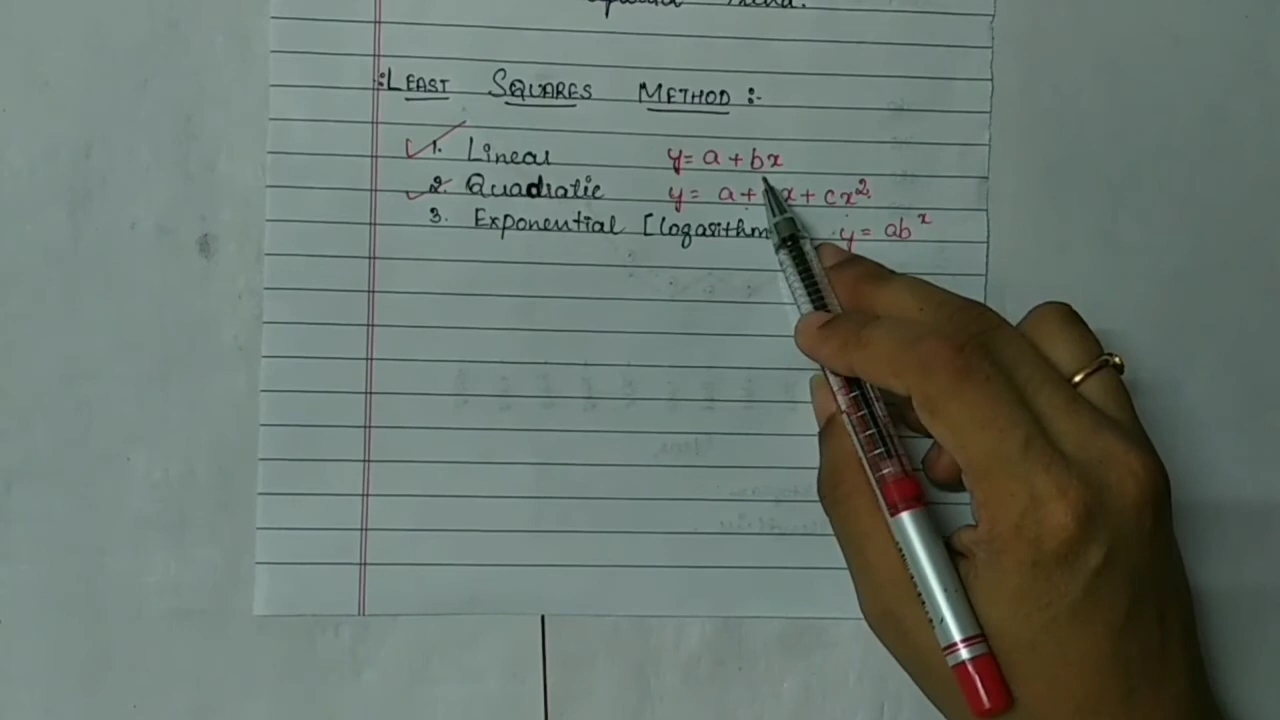 :LEAST SQUARES METHOD :-
1. Linear y = a + bx
2. Quadratic y = a + x + cx²
3. Exponential [logarithm y = ab^x